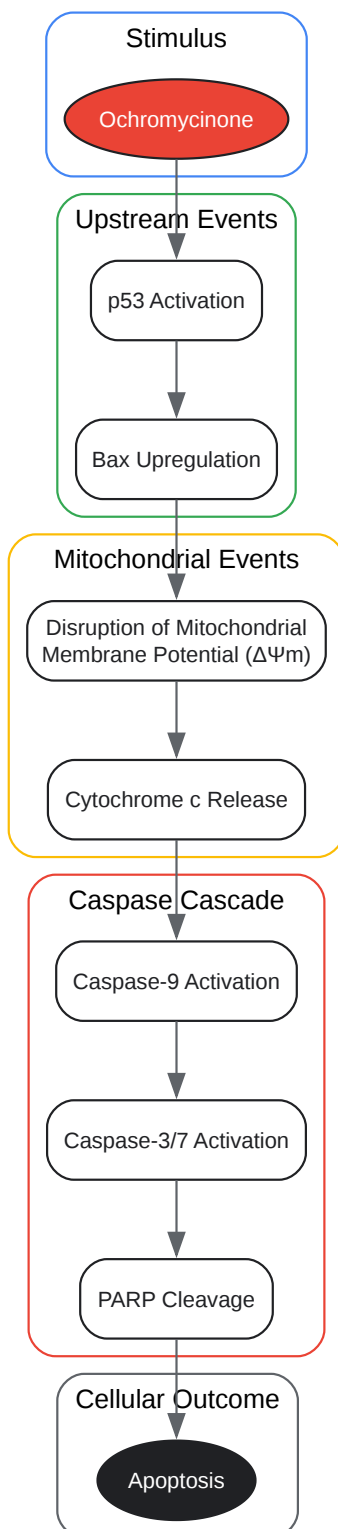 Stimulus
Ochromycinone
Upstream Events
p53 Activation
Bax Upregulation
Mitochondrial Events
Disruption of Mitochondrial
Membrane Potential (ΔΨm)
Cytochrome c Release
Caspase Cascade
Caspase-9 Activation
Caspase-3/7 Activation
PARP Cleavage
Cellular Outcome
Apoptosis